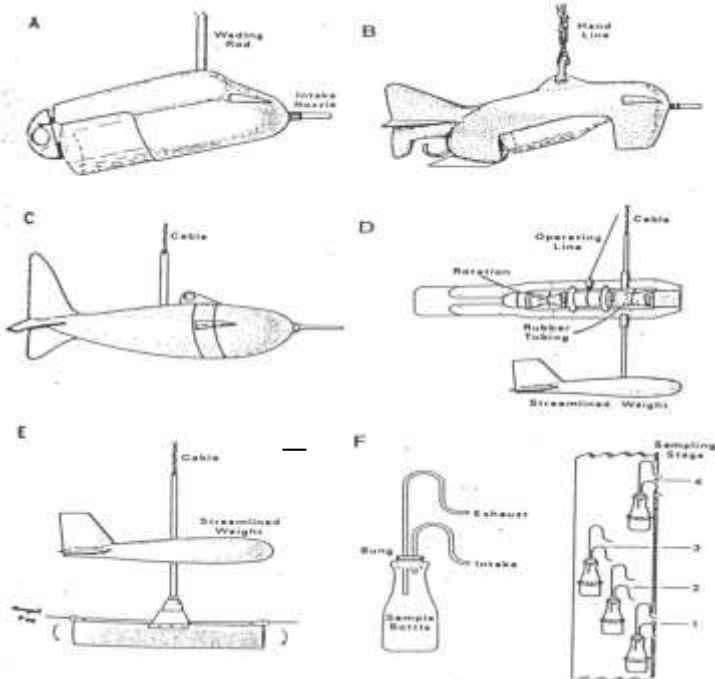 A
Wading
Rod
Intake
Nozzle
B
Hand
Line
C
Cable
D
Cable
Operating
Line
Rotation
Rubber
Tubing
Streamlined Weight
E
Cable
Streamlined
Weight
F
Exhaust
Bung
Intake
Sample
Bottle
Sampling
Stage
4
3
2
1